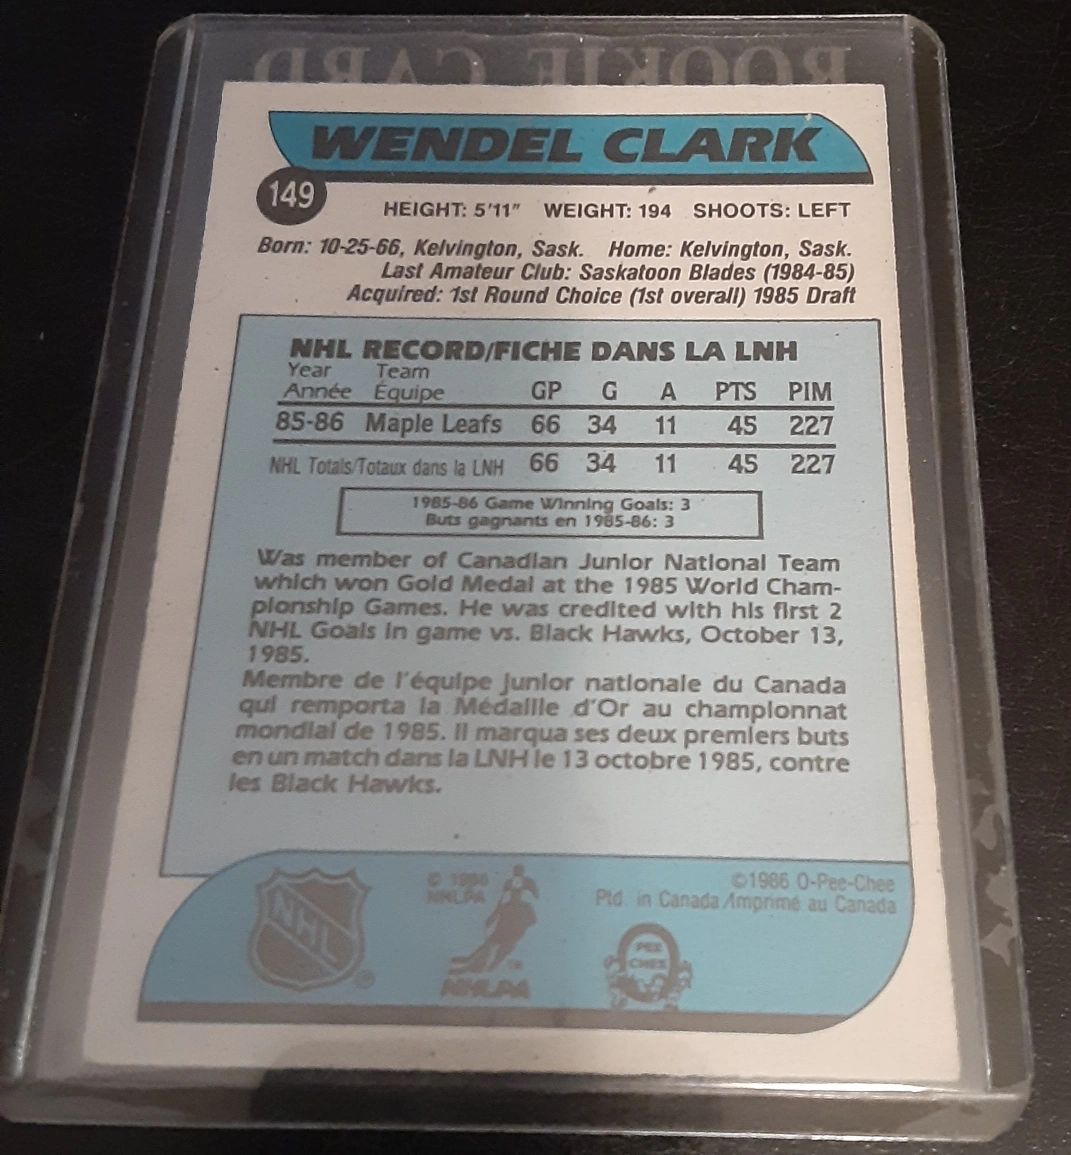 ROOKIE CARD
WENDEL CLARK
149
HEIGHT: 5'11" WEIGHT: 194 SHOOTS: LEFT
Born: 10-25-66, Kelvington, Sask. Home: Kelvington, Sask.
Last Amateur Club: Saskatoon Blades (1984-85)
Acquired: 1st Round Choice (1st overall) 1985 Draft
NHL RECORD/FICHE DANS LA LNH
Year Team
Année Équipe GP G A PTS PIM
85-86 Maple Leafs 66 34 11 45 227
NHL Totals/Totaux dans la LNH 66 34 11 45 227
1985-86 Game Winning Goals: 3
Buts gagnants en 1985-86: 3
Was member of Canadian Junior National Team
which won Gold Medal at the 1985 World Cham-
pionship Games. He was credited with his first 2
NHL Goals in game vs. Black Hawks, October 13,
1985.
Membre de l'équipe junior nationale du Canada
qui remporta la Médaille d'Or au championnat
mondial de 1985. Il marqua ses deux premiers buts
en un match dans la LNH le 13 octobre 1985, contre
les Black Hawks.
NHL
®
© 1986
NHLPA
NHLPA
©1986 O-Pee-Chee
Ptd. in Canada/Imprimé au Canada
PEE
CHEE